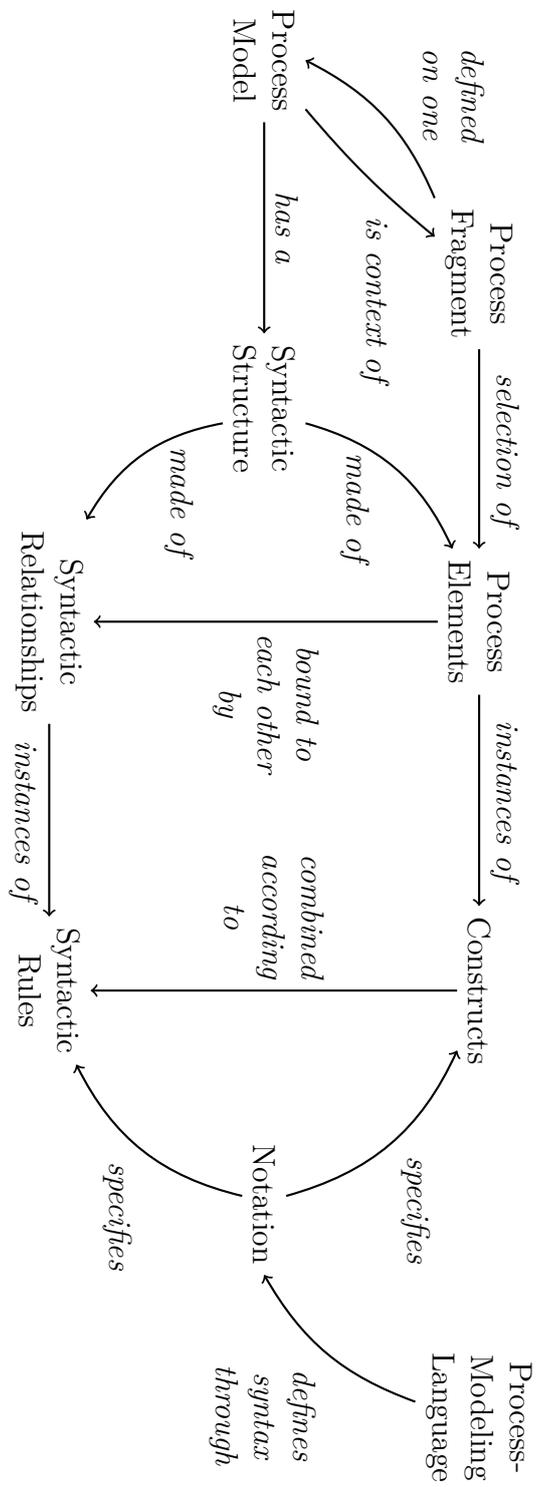 Process-
Modeling
Language
defined
on one
Process
Fragment
selection of
Process
Elements
instances of
Constructs
specifies
is context of
made of
bound to
each other
by
combined
according
to
defines
syntax
through
Process
Model
has a
Syntactic
Structure
Notation
made of
specifies
Syntactic
Relationships
instances of
Syntactic
Rules